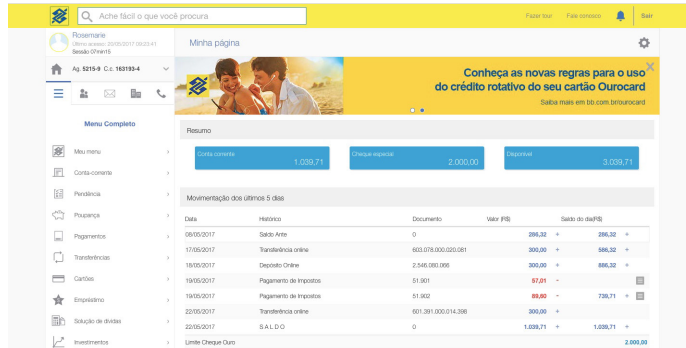 Ache fácil o que você procura
Fazer tour Fale conosco Sair
Rosemarie
Último acesso: 20/05/2017 09:23:41
Sessão 07min15
Minha página
Ag. 5215-9 C.c. 163193-4
Conheça as novas regras para o uso
do crédito rotativo do seu cartão Ourocard
Saiba mais em bb.com.br/ourocard
Menu Completo
Meu menu
Conta-corrente
Pendência
Poupança
Pagamentos
Transferências
Cartões
Empréstimo
Solução de dívidas
Investimentos
Resumo
Conta corrente 1.039,71
Cheque especial 2.000,00
Disponível 3.039,71
Movimentação dos últimos 5 dias
Data Histórico Documento Valor (R$) Saldo do dia(R$)
08/05/2017 Saldo Ante 0 286,32 + 286,32 +
17/05/2017 Transferência online 603.078.000.020.081 300,00 + 586,32 +
18/05/2017 Depósito Online 2.546.080.066 300,00 + 886,32 +
19/05/2017 Pagamento de Impostos 51.901 57,01 -
19/05/2017 Pagamento de Impostos 51.902 89,60 - 739,71 +
22/05/2017 Transferência online 601.391.000.014.398 300,00 +
22/05/2017 S A L D O 0 1.039,71 + 1.039,71 +
Limite Cheque Ouro 2.000,00